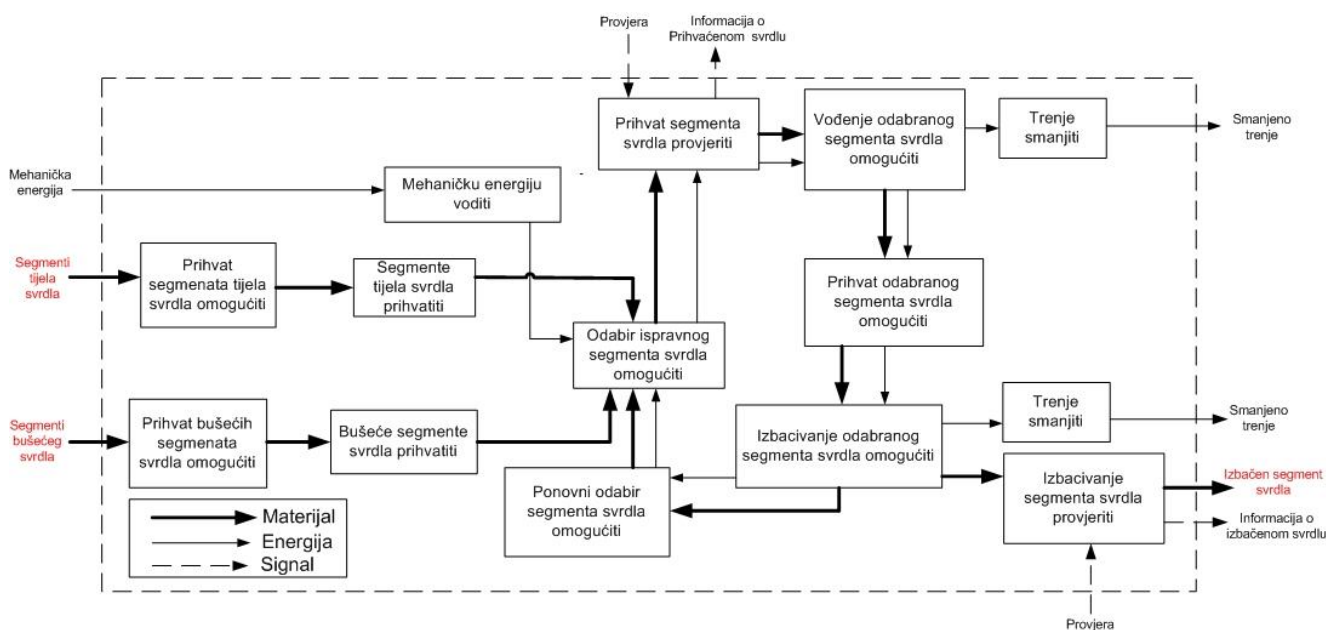 Provjera
Informacija o
Prihvaćenom svrdlu
Prihvat segmenta
svrdla provjeriti
Vođenje odabranog
segmenta svrdla
omogućiti
Trenje
smanjiti
Smanjeno
trenje
Mehanička
energija
Mehaničku energiju
voditi
Segmenti
tijela
svrdla
Prihvat
segmenata tijela
svrdla omogućiti
Segmente
tijela svrdla
prihvatiti
Prihvat odabranog
segmenta svrdla
omogućiti
Odabir ispravnog
segmenta svrdla
omogućiti
Segmenti
bušećeg
svrdla
Prihvat bušećih
segmenata
svrdla omogućiti
Bušeće segmente
svrdla prihvatiti
Izbacivanje odabranog
segmenta svrdla omogućiti
Trenje
smanjiti
Smanjeno
trenje
Ponovni odabir
segmenta svrdla
omogućiti
Izbacivanje
segmenta svrdla
provjeriti
Izbačen segment
svrdla
Informacija o
izbačenom svrdlu
Materijal
Energija
Signal
Provjera